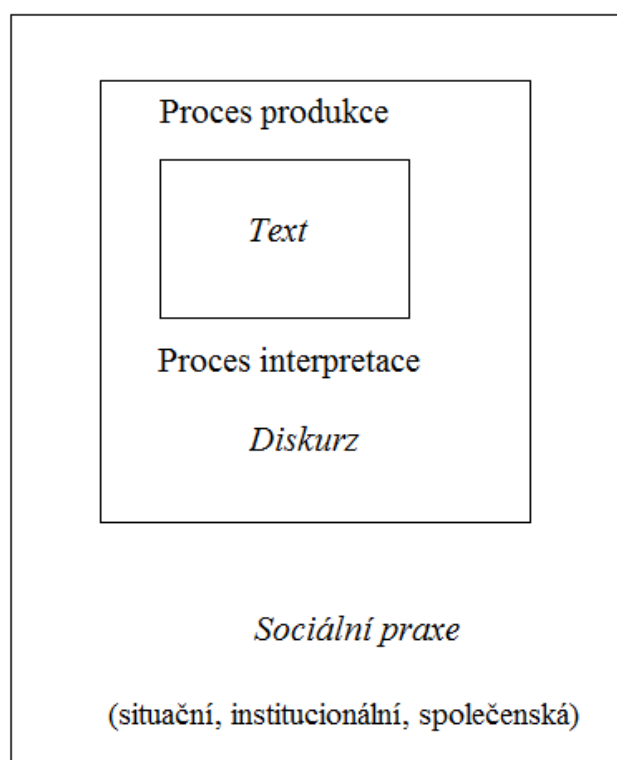 Proces produkce
Text
Proces interpretace
Diskurz
Sociální praxe
(situační, institucionální, společenská)